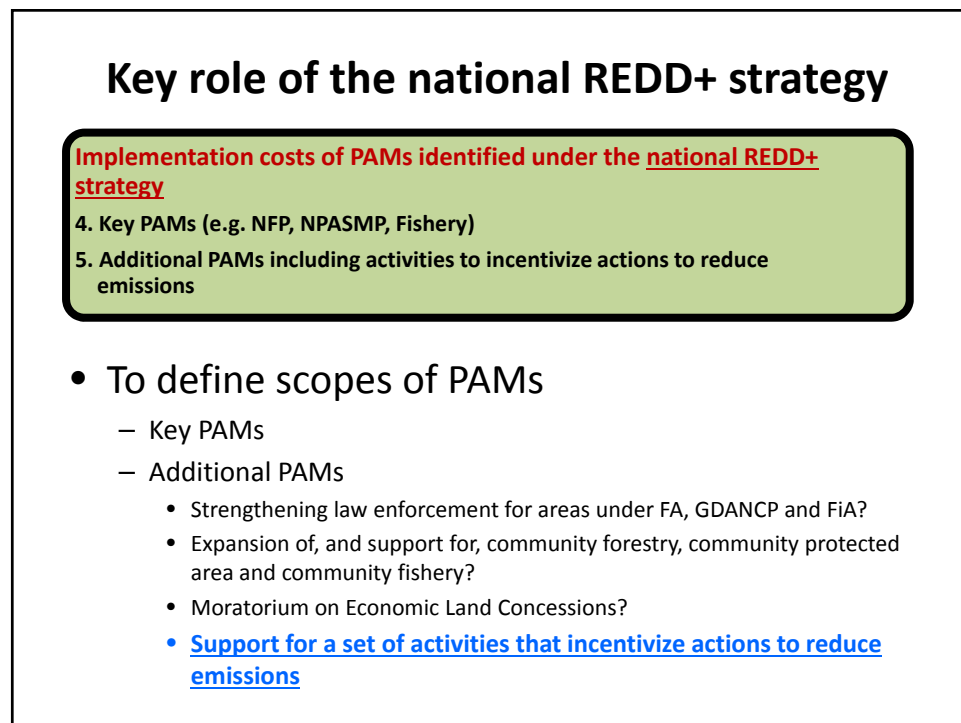 Key role of the national REDD+ strategy
Implementation costs of PAMs identified under the national REDD+
strategy
4. Key PAMs (e.g. NFP, NPASMP, Fishery)
5. Additional PAMs including activities to incentivize actions to reduce
emissions
• To define scopes of PAMs
– Key PAMs
– Additional PAMs
• Strengthening law enforcement for areas under FA, GDANCP and FiA?
• Expansion of, and support for, community forestry, community protected
area and community fishery?
• Moratorium on Economic Land Concessions?
• Support for a set of activities that incentivize actions to reduce
emissions